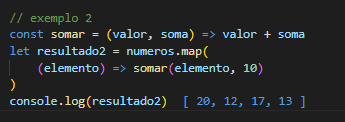 // exemplo 2
const somar = (valor, soma) => valor + soma
let resultado2 = numeros.map(
    (elemento) => somar(elemento, 10)
)
console.log(resultado2)  [ 20, 12, 17, 13 ]